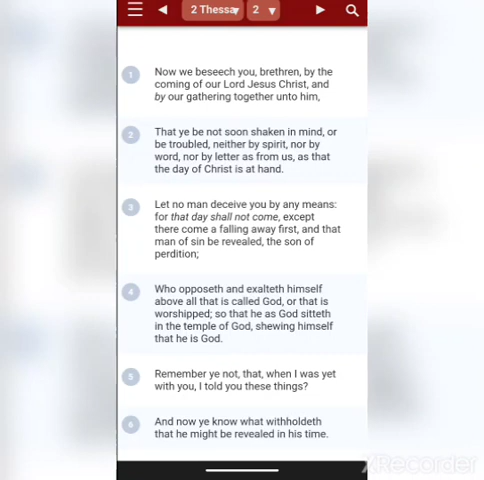 2 Thessa 2
1 Now we beseech you, brethren, by the
coming of our Lord Jesus Christ, and
by our gathering together unto him,
2 That ye be not soon shaken in mind, or
be troubled, neither by spirit, nor by
word, nor by letter as from us, as that
the day of Christ is at hand.
3 Let no man deceive you by any means:
for that day shall not come, except
there come a falling away first, and that
man of sin be revealed, the son of
perdition;
4 Who opposeth and exalteth himself
above all that is called God, or that is
worshipped; so that he as God sitteth
in the temple of God, shewing himself
that he is God.
5 Remember ye not, that, when I was yet
with you, I told you these things?
6 And now ye know what withholdeth
that he might be revealed in his time.
XRecorder